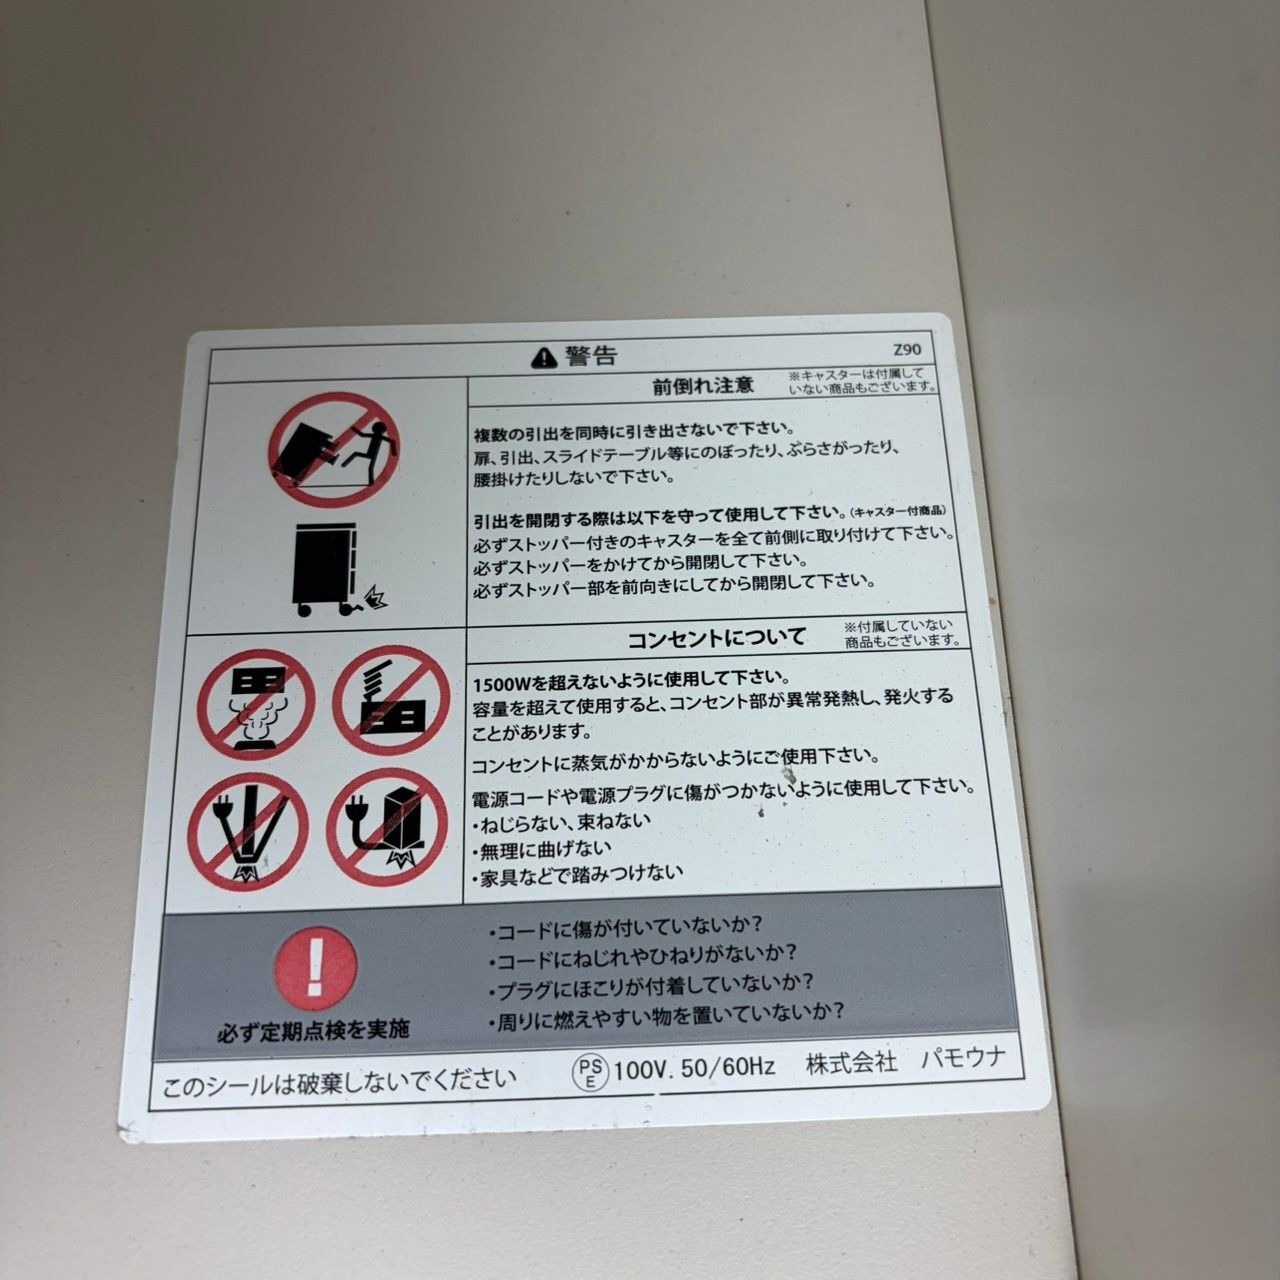 警告
Z90
前倒れ注意
※キャスターは付属して
いない商品もございます。
複数の引出を同時に引き出さないで下さい。
扉、引出、スライドテーブル等にのぼったり、ぶらさがったり、
腰掛けたりしないで下さい。
引出を開閉する際は以下を守って使用して下さい。(キャスター付商品)
必ずストッパー付きのキャスターを全て前側に取り付けて下さい。
必ずストッパーをかけてから開閉して下さい。
必ずストッパー部を前向きにしてから開閉して下さい。
コンセントについて
※付属していない
商品もございます。
1500Wを超えないように使用して下さい。
容量を超えて使用すると、コンセント部が異常発熱し、発火する
ことがあります。
コンセントに蒸気がかからないようにご使用下さい。
電源コードや電源プラグに傷がつかないように使用して下さい。
・ねじらない、束ねない
・無理に曲げない
・家具などで踏みつけない
必ず定期点検を実施
・コードに傷が付いていないか?
・コードにねじれやひねりがないか?
・プラグにほこりが付着していないか?
・周りに燃えやすい物を置いていないか?
このシールは破棄しないでください
PS
E
100V. 50/60Hz
株式会社 パモウナ